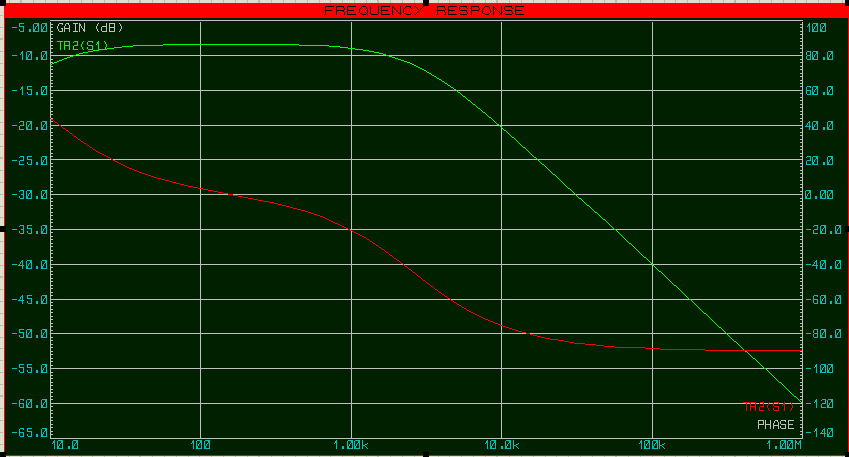 FREQUENCY RESPONSE
-5.00 GAIN (dB) 100
TR2(S1)
-10.0 80.0
-15.0 60.0
-20.0 40.0
-25.0 20.0
-30.0 0.00
-35.0 -20.0
-40.0 -40.0
-45.0 -60.0
-50.0 -80.0
-55.0 -100
-60.0 -120
TR2(S1)
PHASE
-65.0 -140
10.0 100 1.00k 10.0k 100k 1.00M